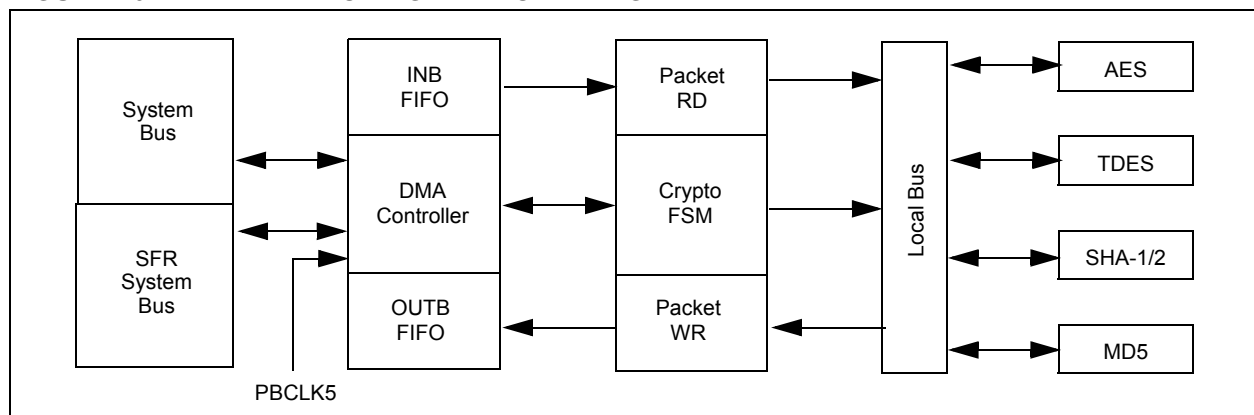 System
Bus
SFR
System
Bus
INB
FIFO
DMA
Controller
OUTB
FIFO
PBCLK5
Packet
RD
Crypto
FSM
Packet
WR
Local Bus
AES
TDES
SHA-1/2
MD5